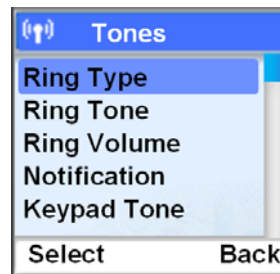 Tones
Ring Type
Ring Tone
Ring Volume
Notification
Keypad Tone
Select Back